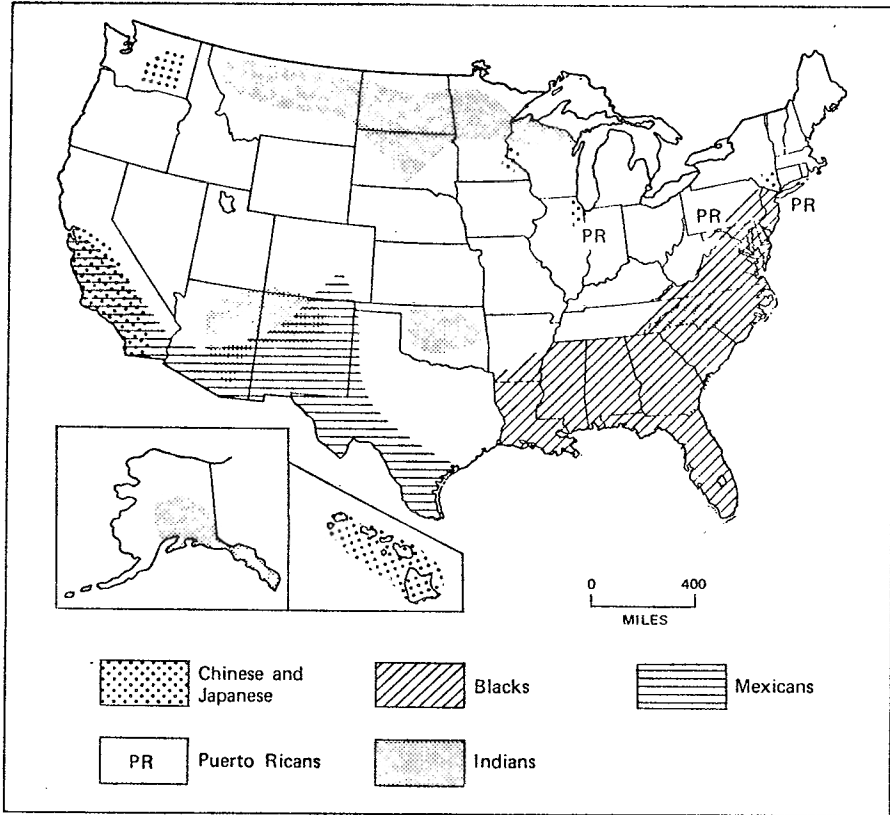 PR
PR
PR
0 400
MILES
Chinese and
Japanese
Blacks
Mexicans
PR
Puerto Ricans
Indians